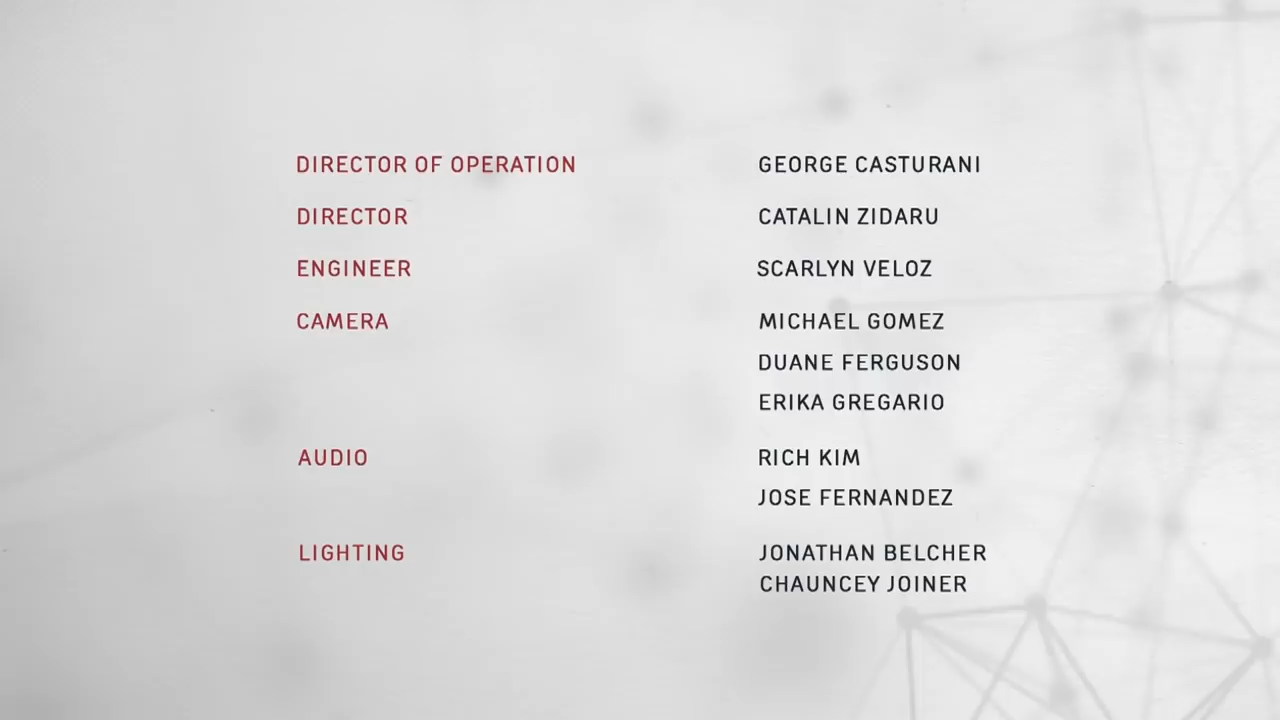 DIRECTOR OF OPERATION GEORGE CASTURANI
DIRECTOR CATALIN ZIDARU
ENGINEER SCARLYN VELOZ
CAMERA MICHAEL GOMEZ
DUANE FERGUSON
ERIKA GREGARIO
AUDIO RICH KIM
JOSE FERNANDEZ
LIGHTING JONATHAN BELCHER
CHAUNCEY JOINER